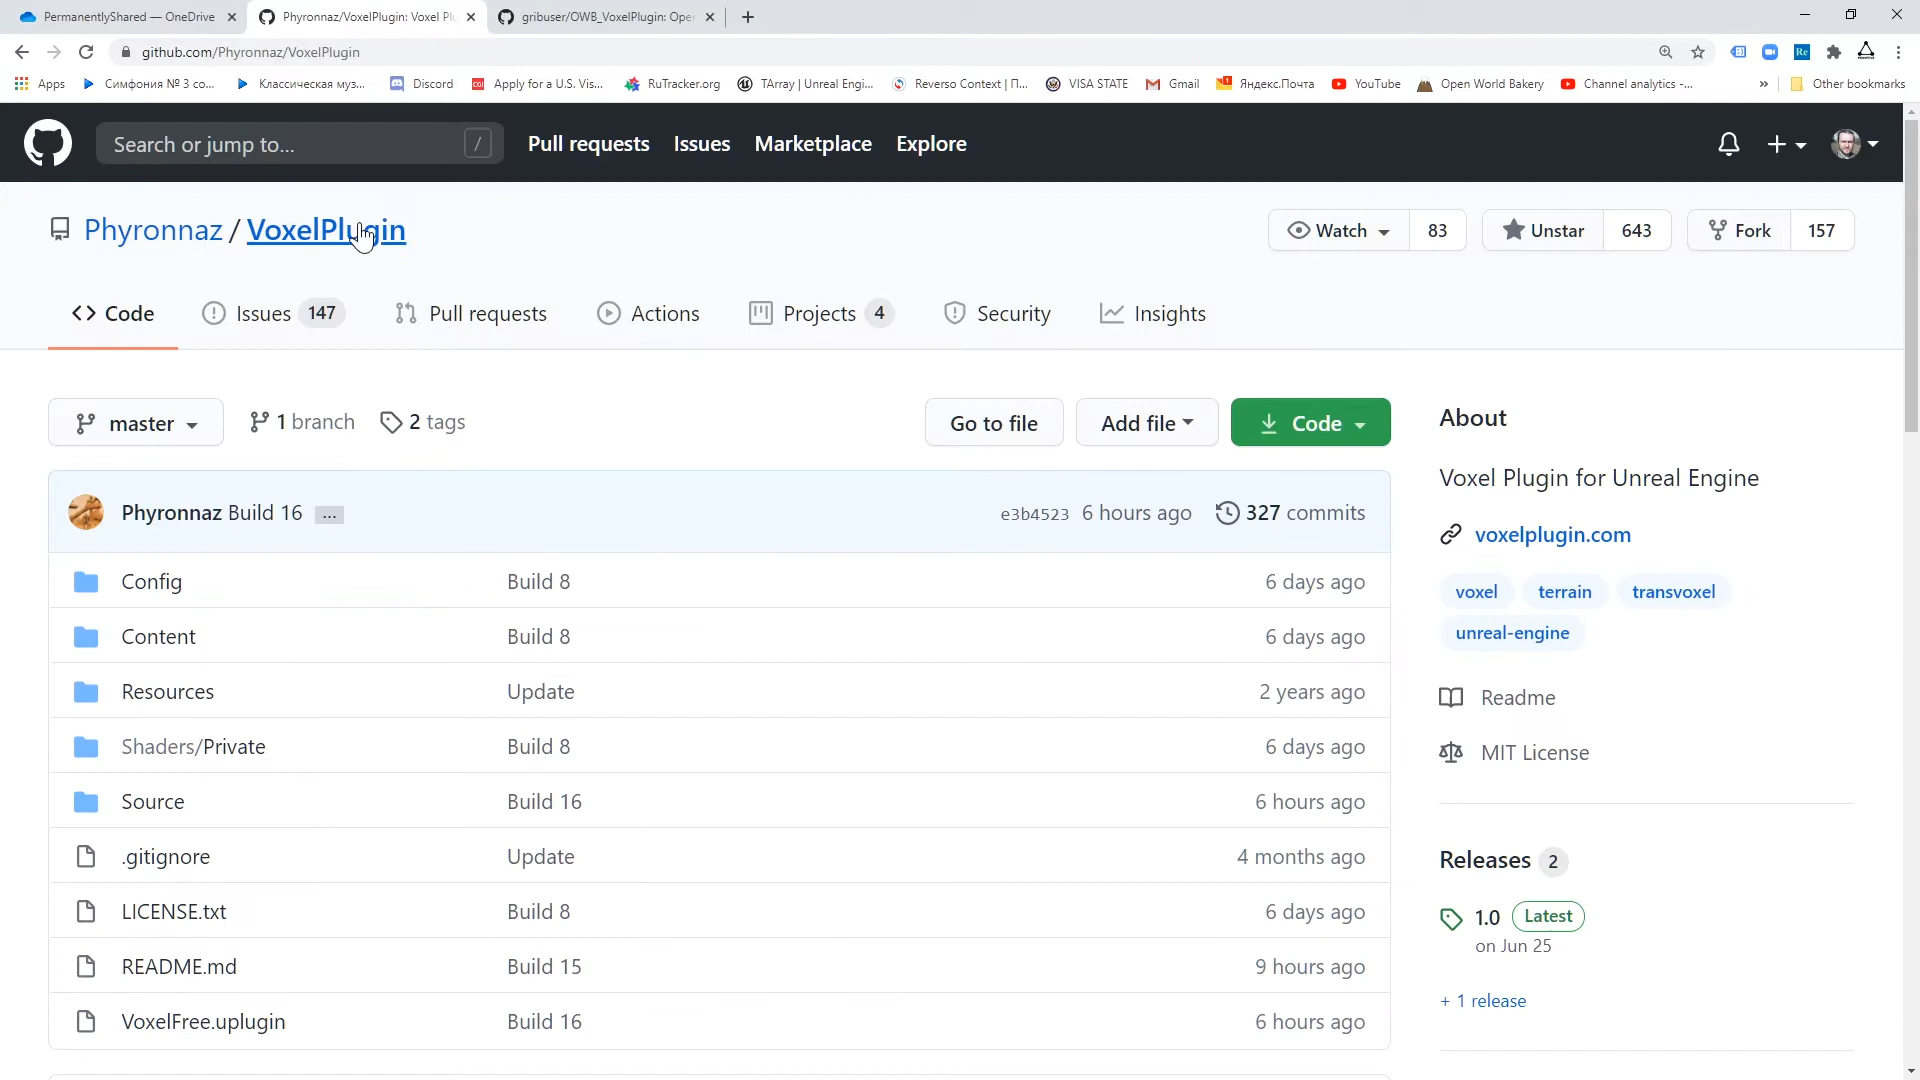 PermanentlyShared — OneDrive
Phyronnaz/VoxelPlugin: Voxel Plu
gribuser/OWB_VoxelPlugin: Oper
github.com/Phyronnaz/VoxelPlugin
Apps
Симфония № 3 со...
Классическая муз...
Discord
CGI
Apply for a U.S. Vis...
RuTracker.org
TArray | Unreal Engi...
Reverso Context | П...
VISA STATE
Gmail
1
Яндекс.Почта
YouTube
Open World Bakery
Channel analytics -...
»
Other bookmarks
Re
Search or jump to...
/
Pull requests
Issues
Marketplace
Explore
Phyronnaz / VoxelPlugin
Watch 83
Unstar 643
Fork 157
Code
Issues 147
Pull requests
Actions
Projects 4
Security
Insights
master
1 branch
2 tags
Go to file
Add file
Code
Phyronnaz Build 16 ...
e3b4523 6 hours ago
327 commits
Config Build 8 6 days ago
Content Build 8 6 days ago
Resources Update 2 years ago
Shaders/Private Build 8 6 days ago
Source Build 16 6 hours ago
.gitignore Update 4 months ago
LICENSE.txt Build 8 6 days ago
README.md Build 15 9 hours ago
VoxelFree.uplugin Build 16 6 hours ago
About
Voxel Plugin for Unreal Engine
voxelplugin.com
voxel terrain transvoxel
unreal-engine
Readme
MIT License
Releases 2
1.0 Latest
on Jun 25
+ 1 release